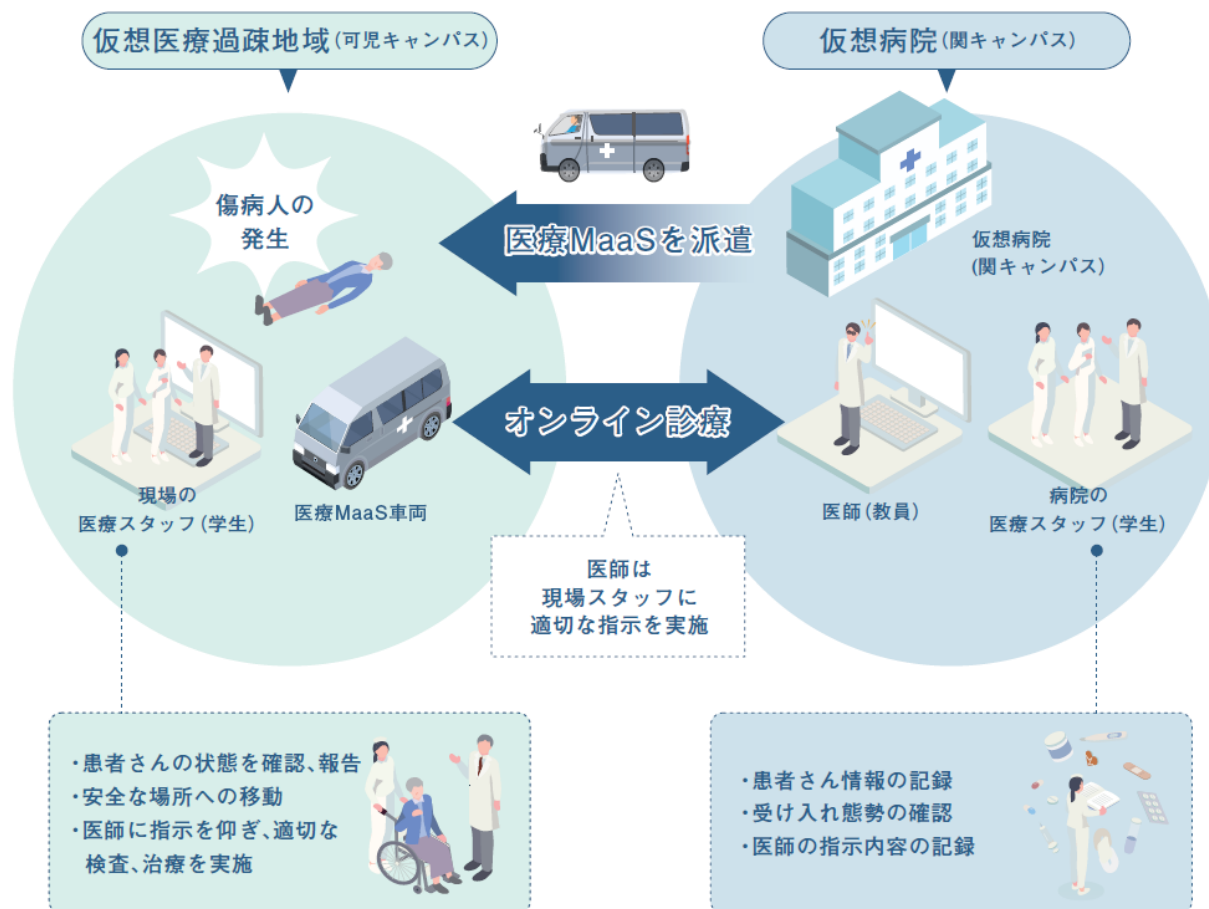 仮想医療過疎地域(可児キャンパス)
仮想病院(関キャンパス)
傷病人の
発生
医療MaaSを派遣
仮想病院
(関キャンパス)
オンライン診療
現場の
医療スタッフ(学生)
医療MaaS車両
医師(教員)
病院の
医療スタッフ(学生)
医師は
現場スタッフに
適切な指示を実施
・患者さんの状態を確認、報告
・安全な場所への移動
・医師に指示を仰ぎ、適切な
検査、治療を実施
・患者さん情報の記録
・受け入れ態勢の確認
・医師の指示内容の記録